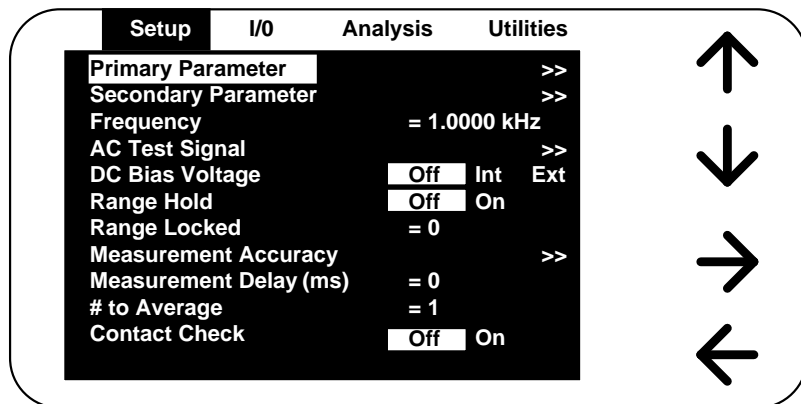 Setup I/0 Analysis Utilities
Primary Parameter >>
Secondary Parameter >>
Frequency = 1.0000 kHz
AC Test Signal >>
DC Bias Voltage Off Int Ext
Range Hold Off On
Range Locked = 0
Measurement Accuracy >>
Measurement Delay (ms) = 0
# to Average = 1
Contact Check Off On